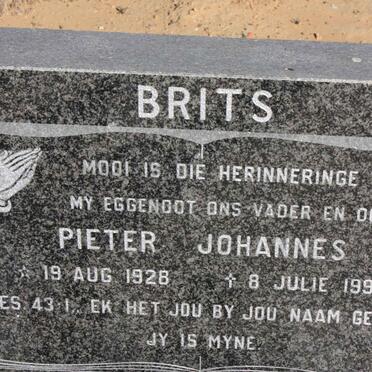 BRITS
MOOI IS DIE HERINNERINGE
MY EGGENOOT ONS VADER EN
PIETER JOHANNES
☆ 19 AUG 1928 ✝ 8 JULIE
43:1.. EK HET JOU BY JOU NAAM
JY IS MYNE